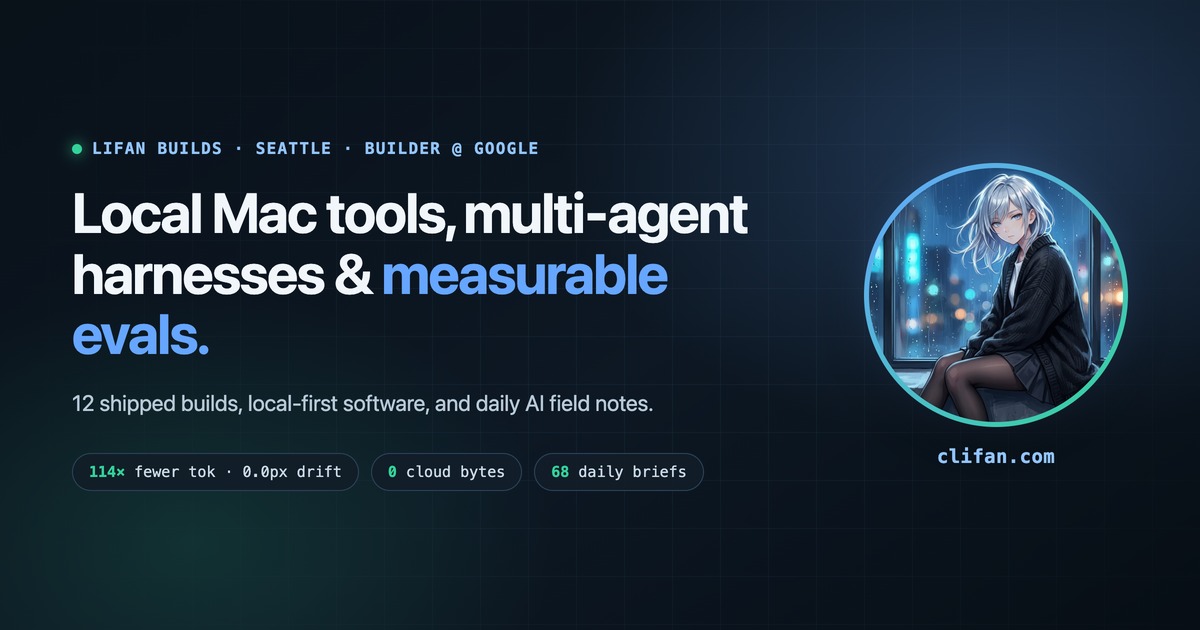 LIFAN BUILDS · SEATTLE · BUILDER @ GOOGLE
Local Mac tools, multi-agent
harnesses & measurable
evals.
12 shipped builds, local-first software, and daily AI field notes.
114× fewer tok · 0.0px drift
0 cloud bytes
68 daily briefs
clifan.com